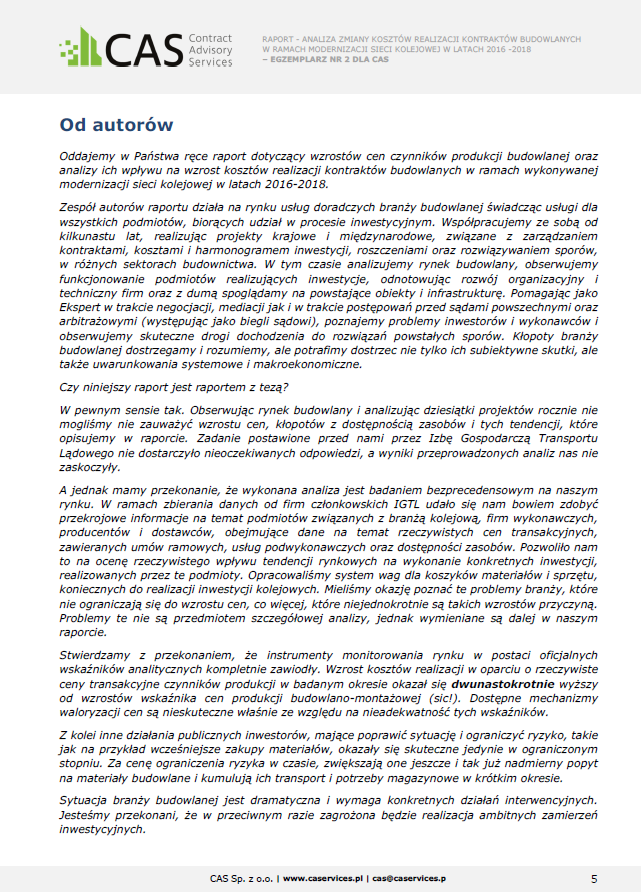 CAS Contract
Advisory
Services
RAPORT - ANALIZA ZMIANY KOSZTÓW REALIZACJI KONTRAKTÓW BUDOWLANYCH
W RAMACH MODERNIZACJI SIECI KOLEJOWEJ W LATACH 2016 -2018
– EGZEMPLARZ NR 2 DLA CAS
Od autorów
Oddajemy w Państwa ręce raport dotyczący wzrostów cen czynników produkcji budowlanej oraz
analizy ich wpływu na wzrost kosztów realizacji kontraktów budowlanych w ramach wykonywanej
modernizacji sieci kolejowej w latach 2016-2018.
Zespół autorów raportu działa na rynku usług doradczych branży budowlanej świadcząc usługi dla
wszystkich podmiotów, biorących udział w procesie inwestycyjnym. Współpracujemy ze sobą od
kilkunastu lat, realizując projekty krajowe i międzynarodowe, związane z zarządzaniem
kontraktami, kosztami i harmonogramem inwestycji, roszczeniami oraz rozwiązywaniem sporów,
w różnych sektorach budownictwa. W tym czasie analizujemy rynek budowlany, obserwujemy
funkcjonowanie podmiotów realizujących inwestycje, odnotowując rozwój organizacyjny i
techniczny firm oraz z dumą spoglądamy na powstające obiekty i infrastrukturę. Pomagając jako
Ekspert w trakcie negocjacji, mediacji jak i w trakcie postępowań przed sądami powszechnymi oraz
arbitrażowymi (występując jako biegli sądowi), poznajemy problemy inwestorów i wykonawców i
obserwujemy skuteczne drogi dochodzenia do rozwiązań powstałych sporów. Kłopoty branży
budowlanej dostrzegamy i rozumiemy, ale potrafimy dostrzec nie tylko ich subiektywne skutki, ale
także uwarunkowania systemowe i makroekonomiczne.
Czy niniejszy raport jest raportem z tezą?
W pewnym sensie tak. Obserwując rynek budowlany i analizując dziesiątki projektów rocznie nie
mogliśmy nie zauważyć wzrostu cen, kłopotów z dostępnością zasobów i tych tendencji, które
opisujemy w raporcie. Zadanie postawione przed nami przez Izbę Gospodarczą Transportu
Lądowego nie dostarczyło nieoczekiwanych odpowiedzi, a wyniki przeprowadzonych analiz nas nie
zaskoczyły.
A jednak mamy przekonanie, że wykonana analiza jest badaniem bezprecedensowym na naszym
rynku. W ramach zbierania danych od firm członkowskich IGTL udało się nam bowiem zdobyć
przekrojowe informacje na temat podmiotów związanych z branżą kolejową, firm wykonawczych,
producentów i dostawców, obejmujące dane na temat rzeczywistych cen transakcyjnych,
zawieranych umów ramowych, usług podwykonawczych oraz dostępności zasobów. Pozwoliło nam
to na ocenę rzeczywistego wpływu tendencji rynkowych na wykonanie konkretnych inwestycji,
realizowanych przez te podmioty. Opracowaliśmy system wag dla koszyków materiałów i sprzętu,
koniecznych do realizacji inwestycji kolejowych. Mieliśmy okazję poznać te problemy branży, które
nie ograniczają się do wzrostu cen, co więcej, które niejednokrotnie są takich wzrostów przyczyną.
Problemy te nie są przedmiotem szczegółowej analizy, jednak wymieniane są dalej w naszym
raporcie.
Stwierdzamy z przekonaniem, że instrumenty monitorowania rynku w postaci oficjalnych
wskaźników analitycznych kompletnie zawiodły. Wzrost kosztów realizacji w oparciu o rzeczywiste
ceny transakcyjne czynników produkcji w badanym okresie okazał się dwunastokrotnie wyższy
od wzrostów wskaźnika cen produkcji budowlano-montażowej (sic!). Dostępne mechanizmy
waloryzacji cen są nieskuteczne właśnie ze względu na nieadekwatność tych wskaźników.
Z kolei inne działania publicznych inwestorów, mające poprawić sytuację i ograniczyć ryzyko, takie
jak na przykład wcześniejsze zakupy materiałów, okazały się skuteczne jedynie w ograniczonym
stopniu. Za cenę ograniczenia ryzyka w czasie, zwiększają one jeszcze i tak już nadmierny popyt
na materiały budowlane i kumulują ich transport i potrzeby magazynowe w krótkim okresie.
Sytuacja branży budowlanej jest dramatyczna i wymaga konkretnych działań interwencyjnych.
Jesteśmy przekonani, że w przeciwnym razie zagrożona będzie realizacja ambitnych zamierzeń
inwestycyjnych.
CAS Sp. z o.o. | www.caservices.pl | cas@caservices.p 5